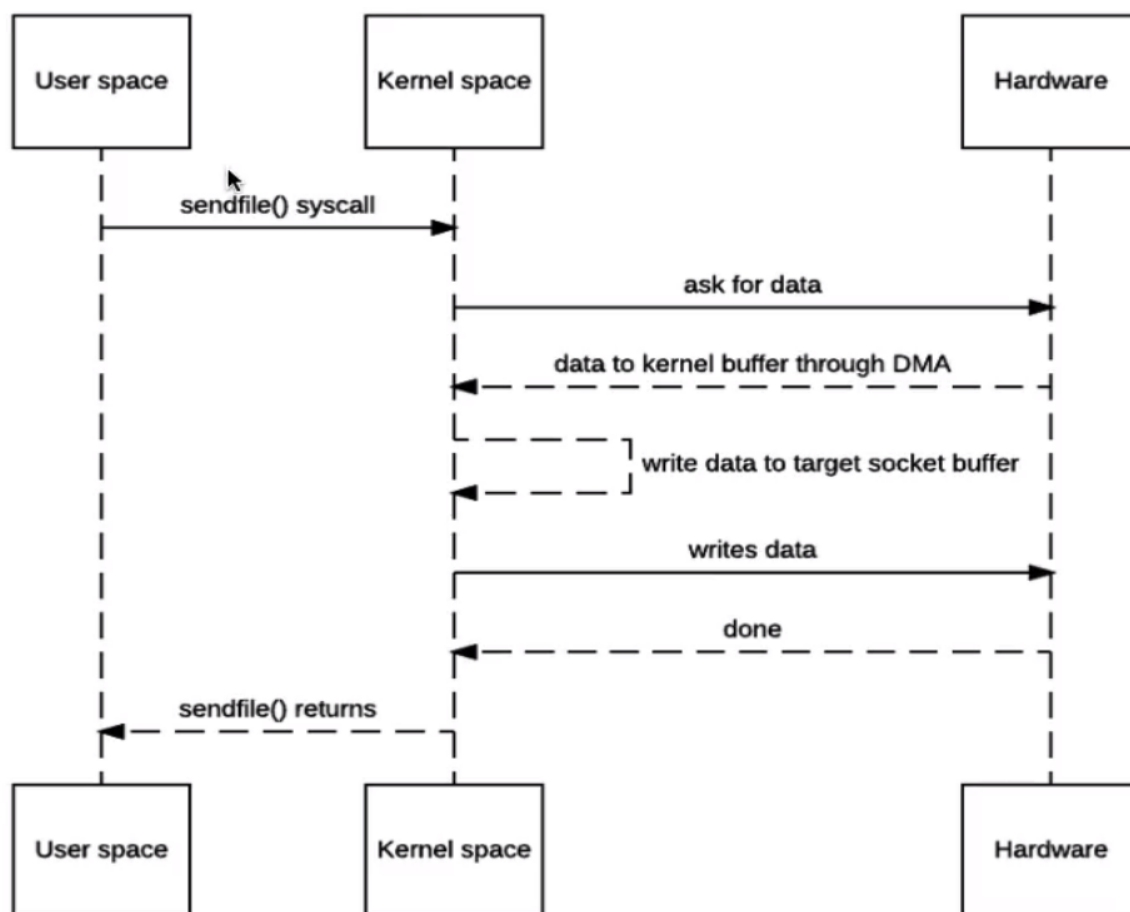 User space
Kernel space
Hardware
sendfile() syscall
ask for data
data to kernel buffer through DMA
write data to target socket buffer
writes data
done
sendfile() returns
User space
Kernel space
Hardware